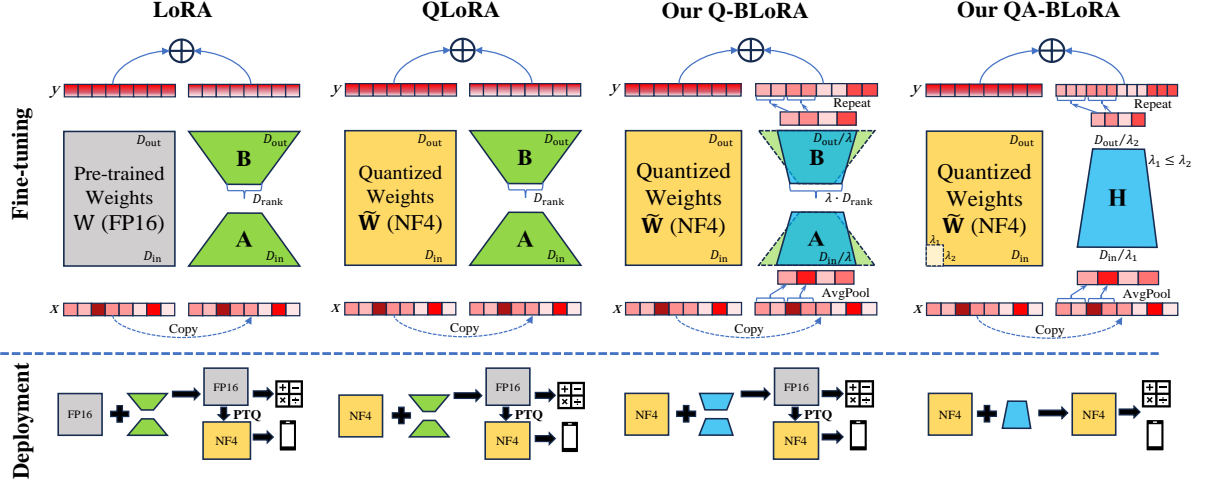 LoRA
QLoRA
Our Q-BLoRA
Our QA-BLoRA
Fine-tuning
y
Pre-trained
Weights
W (FP16)
D_out
D_in
B
D_out
D_rank
A
D_in
x
Copy
y
Quantized
Weights
W̃ (NF4)
D_out
D_in
B
D_out
D_rank
A
D_in
x
Copy
y
Repeat
Quantized
Weights
W̃ (NF4)
D_out
D_in
D_out/λ
B
λ · D_rank
A
D_in/λ
AvgPool
x
Copy
y
Repeat
Quantized
Weights
W̃ (NF4)
D_out
λ_1
λ_2
D_in
D_out/λ_2
λ_1 ≤ λ_2
H
D_in/λ_1
AvgPool
x
Copy
Deployment
FP16
+
FP16
PTQ
NF4
NF4
+
FP16
PTQ
NF4
NF4
+
FP16
PTQ
NF4
NF4
+
NF4